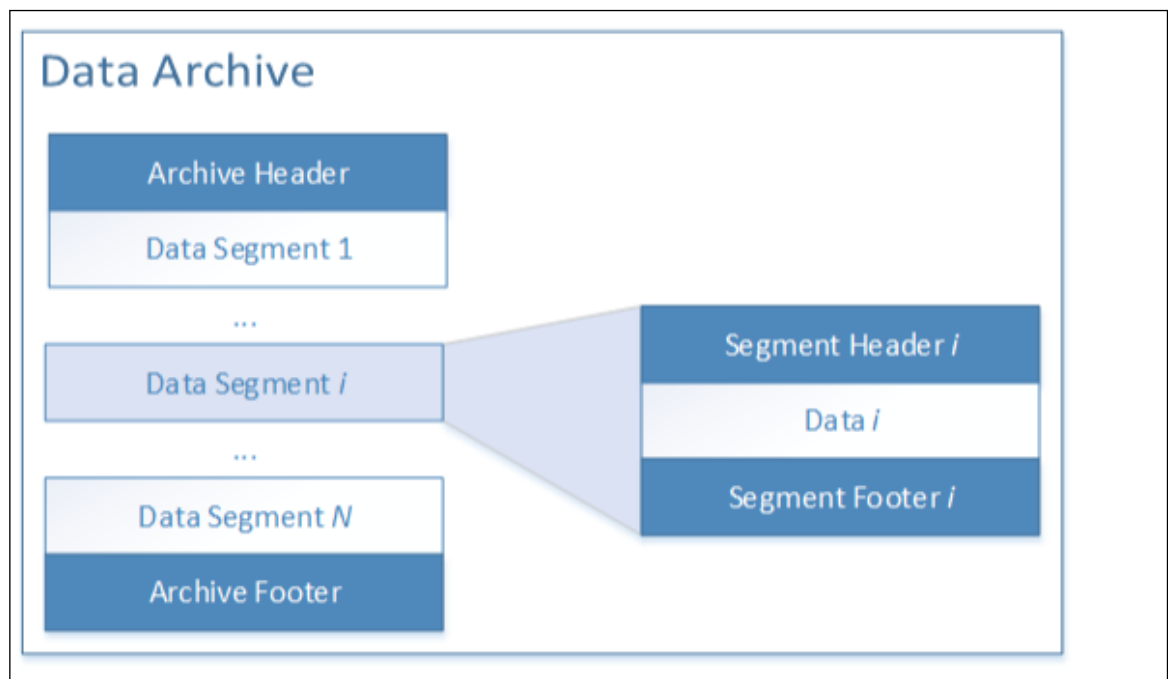 Data Archive
Archive Header
Data Segment 1
...
Data Segment i
...
Data Segment N
Archive Footer
Segment Header i
Data i
Segment Footer i